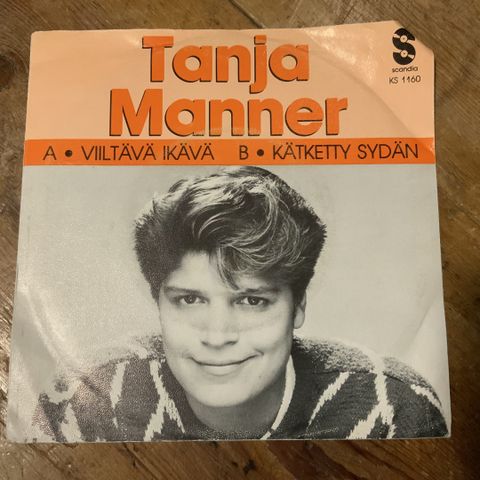 Tanja
Manner
S
scandia
KS 1160
A • VIILTÄVÄ IKÄVÄ B • KÄTKETTY SYDÄN